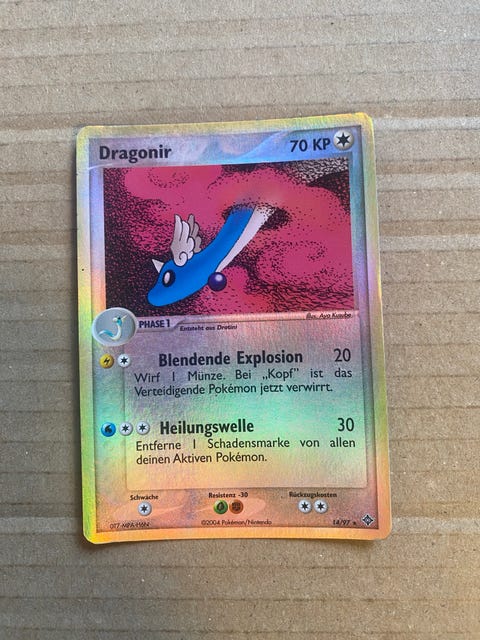 Dragonir 70 KP
Illus. Aya Kusube
PHASE 1 Entsteht aus Dratini
Blendende Explosion 20
Wirf 1 Münze. Bei „Kopf" ist das
Verteidigende Pokémon jetzt verwirrt.
Heilungswelle 30
Entferne 1 Schadensmarke von allen
deinen Aktiven Pokémon.
Schwäche Resistenz -30 Rückzugskosten
©2004 Pokémon/Nintendo 14/97